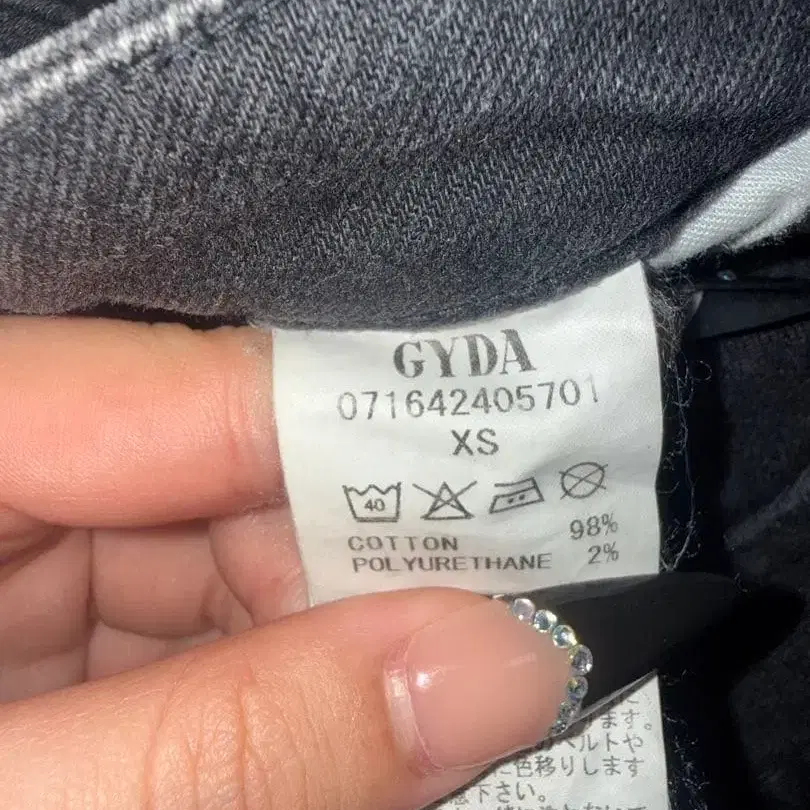 GYDA
071642405701
XS
40
COTTON 98%
POLYURETHANE 2%
ます。
ベルトや
に色移りします
下さい。